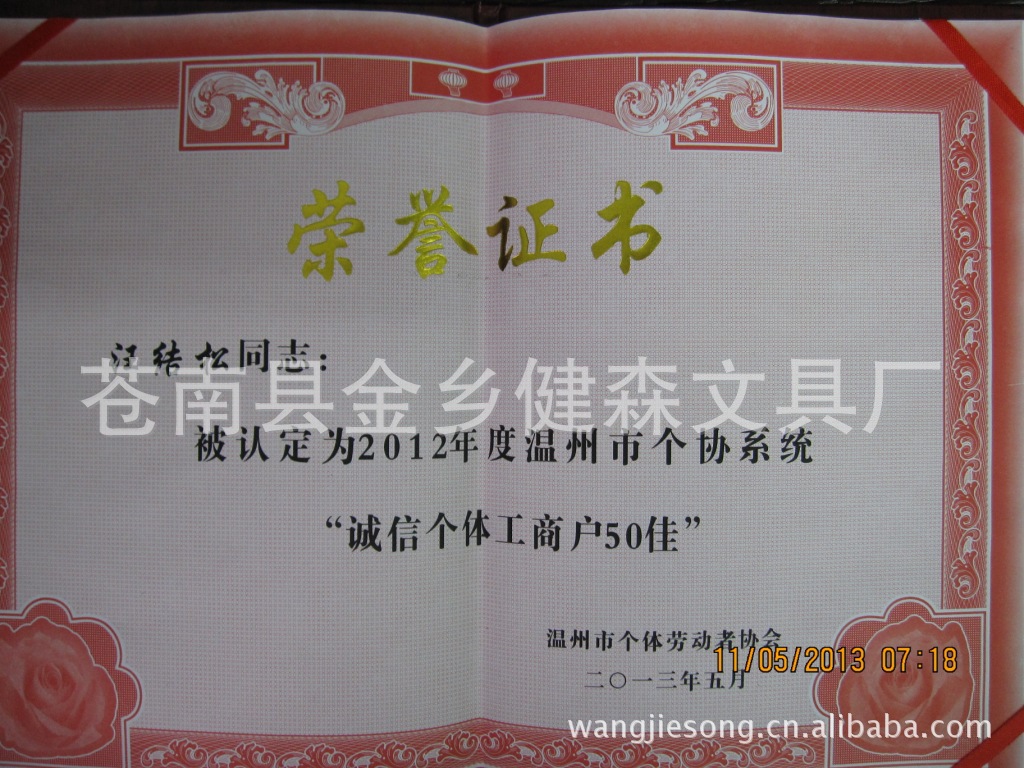 荣誉证书
汪结松同志：
苍南县金乡健森文具厂
被认定为2012年度温州市个协系统
“诚信个体工商户50佳”
温州市个体劳动者协会
11/05/2013 07:18
二〇一三年五月
wangjiesong.cn.alibaba.com